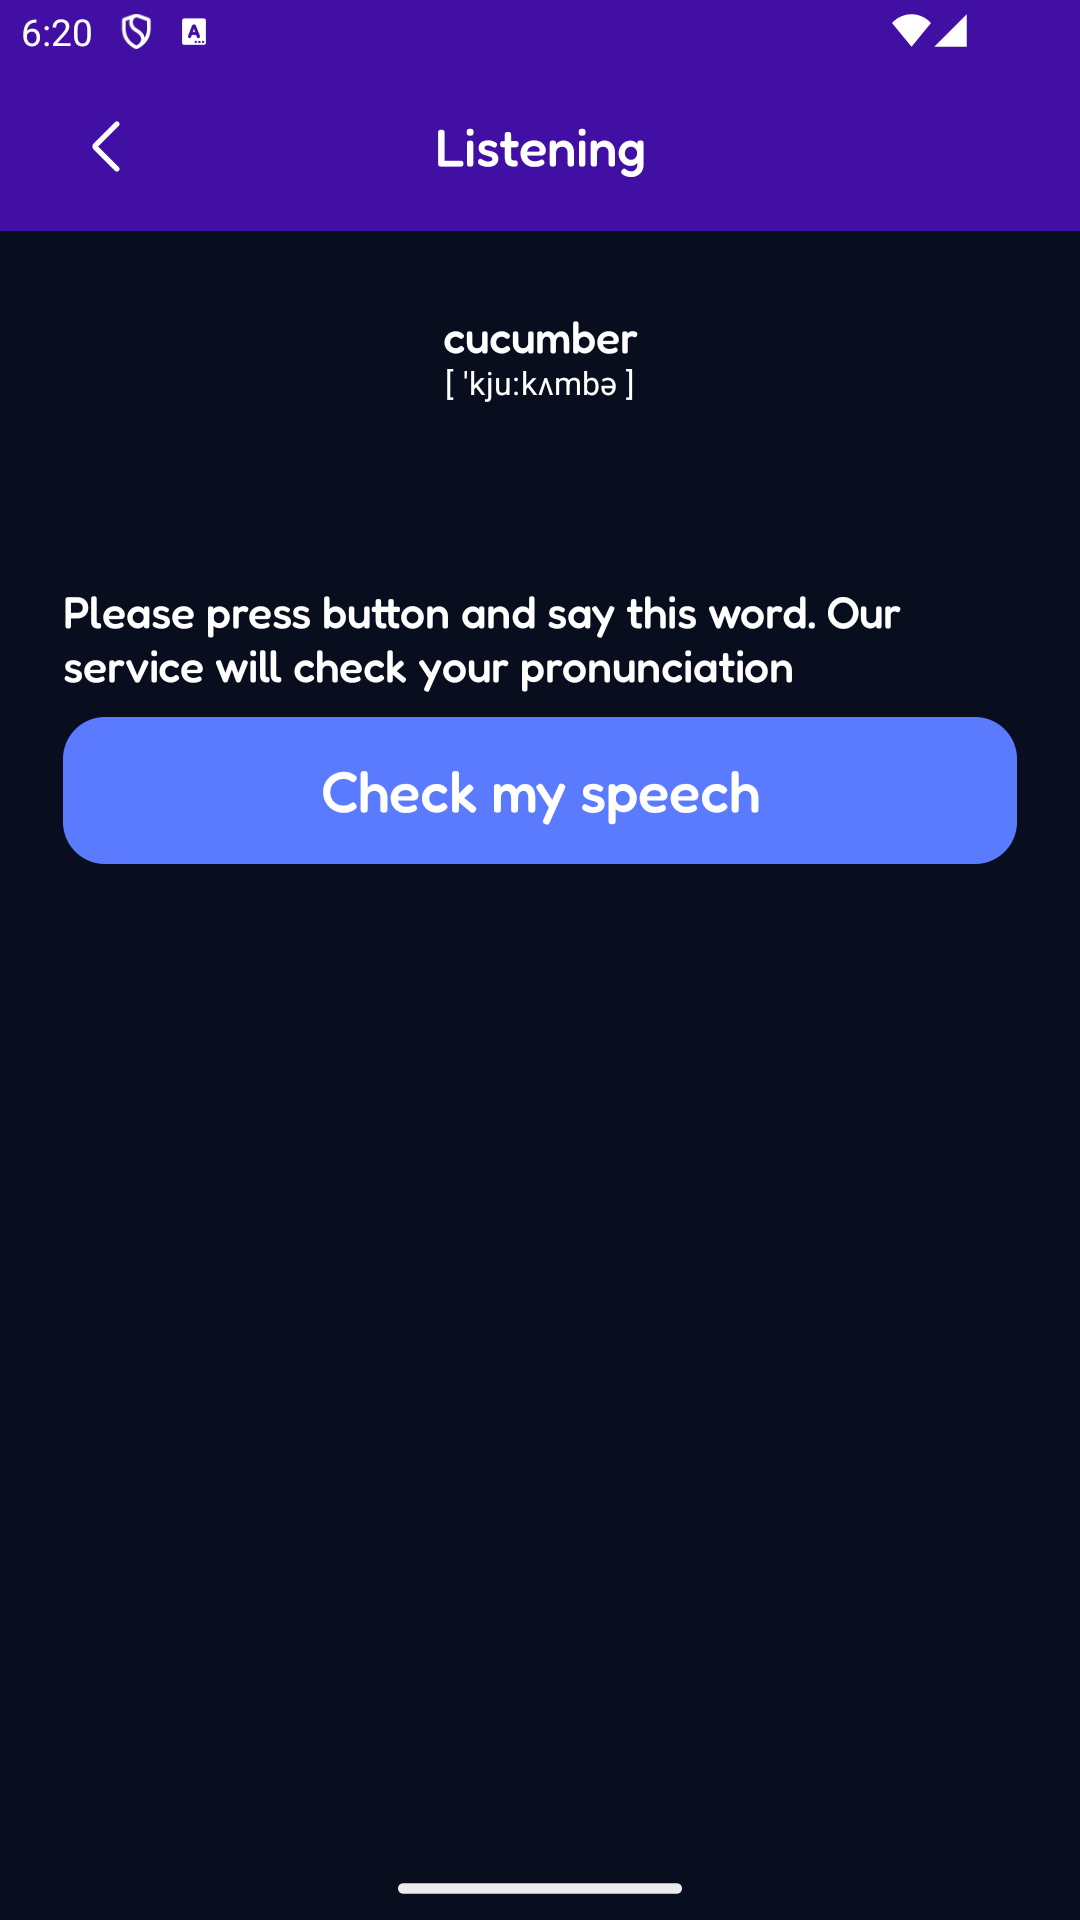 6:20
Listening
cucumber
[ 'kju:kʌmbə ]
Please press button and say this word. Our
service will check your pronunciation
Check my speech